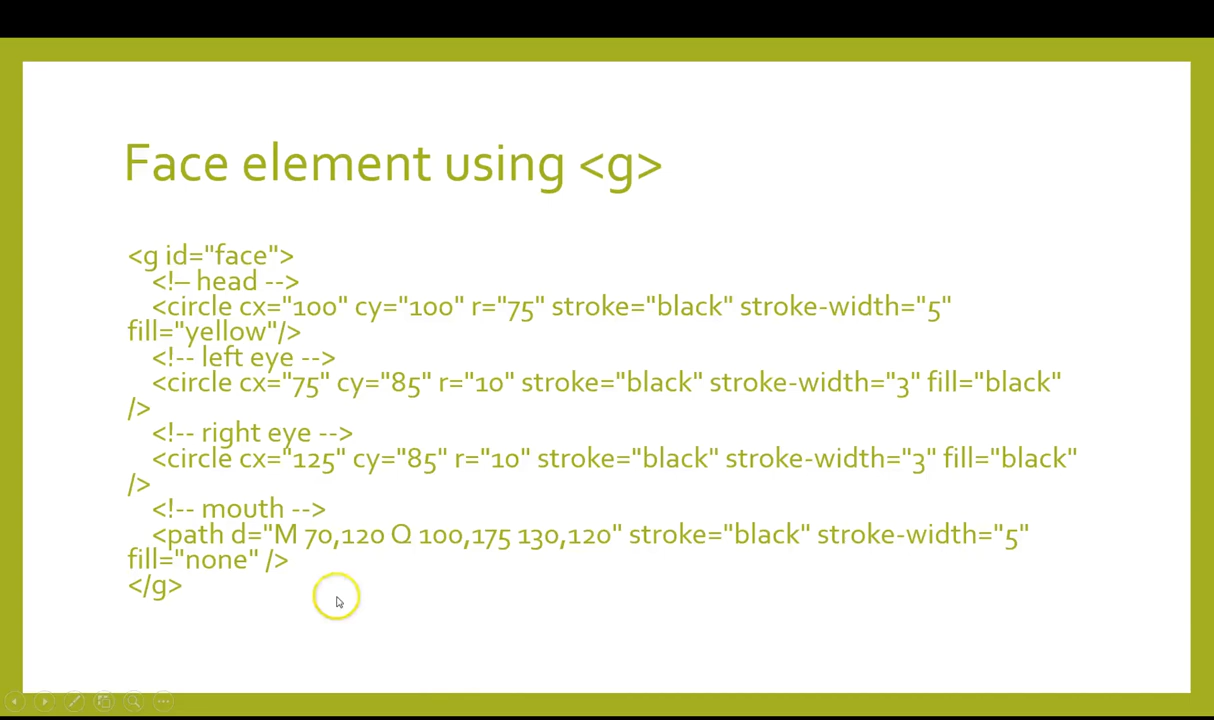 Face element using <g>
<g id="face">
<!– head -->
<circle cx="100" cy="100" r="75" stroke="black" stroke-width="5"
fill="yellow"/>
<!-- left eye -->
<circle cx="75" cy="85" r="10" stroke="black" stroke-width="3" fill="black"
/>
<!-- right eye -->
<circle cx="125" cy="85" r="10" stroke="black" stroke-width="3" fill="black"
/>
<!-- mouth -->
<path d="M 70,120 Q 100,175 130,120" stroke="black" stroke-width="5"
fill="none" />
</g>